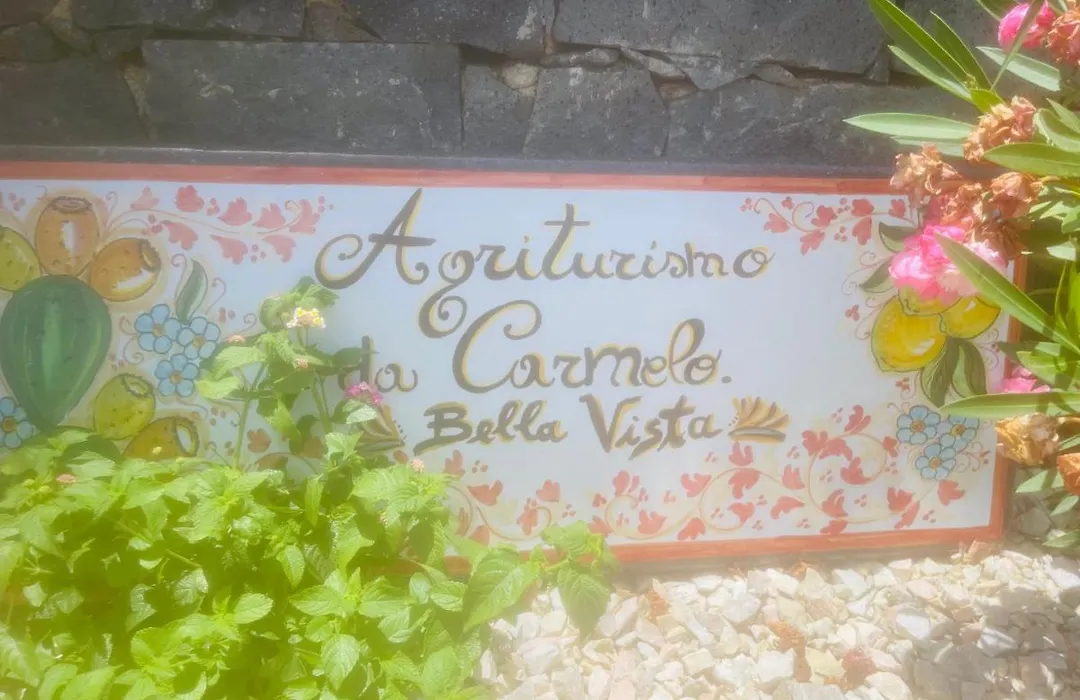 Agriturismo
da Carmelo.
Bella Vista